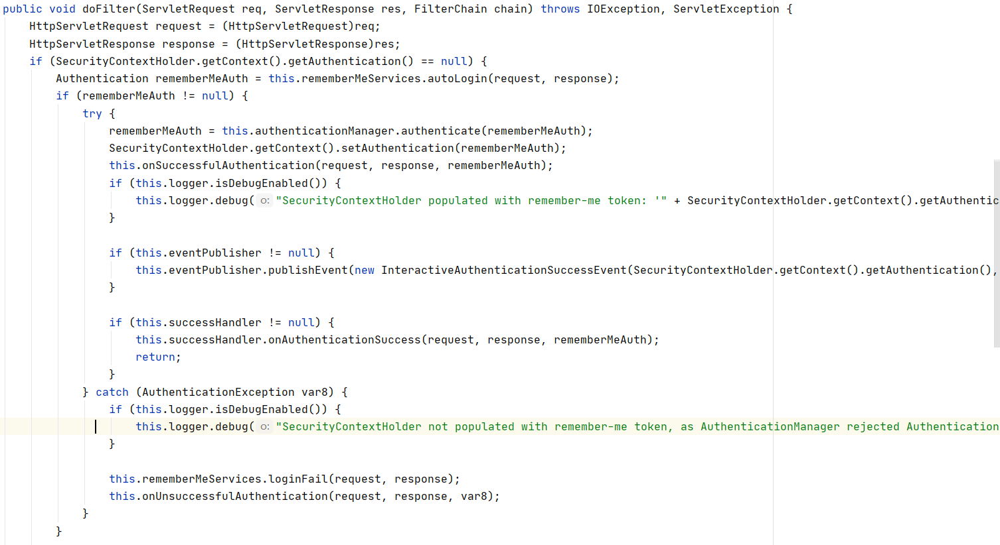 public void doFilter(ServletRequest req, ServletResponse res, FilterChain chain) throws IOException, ServletException {
    HttpServletRequest request = (HttpServletRequest)req;
    HttpServletResponse response = (HttpServletResponse)res;
    if (SecurityContextHolder.getContext().getAuthentication() == null) {
        Authentication rememberMeAuth = this.rememberMeServices.autoLogin(request, response);
        if (rememberMeAuth != null) {
            try {
                rememberMeAuth = this.authenticationManager.authenticate(rememberMeAuth);
                SecurityContextHolder.getContext().setAuthentication(rememberMeAuth);
                this.onSuccessfulAuthentication(request, response, rememberMeAuth);
                if (this.logger.isDebugEnabled()) {
                    this.logger.debug( o: "SecurityContextHolder populated with remember-me token: '" + SecurityContextHolder.getContext().getAuthentic
                }

                if (this.eventPublisher != null) {
                    this.eventPublisher.publishEvent(new InteractiveAuthenticationSuccessEvent(SecurityContextHolder.getContext().getAuthentication(),
                }

                if (this.successHandler != null) {
                    this.successHandler.onAuthenticationSuccess(request, response, rememberMeAuth);
                    return;
                }
            } catch (AuthenticationException var8) {
                if (this.logger.isDebugEnabled()) {
                    this.logger.debug( o: "SecurityContextHolder not populated with remember-me token, as AuthenticationManager rejected Authentication
                }

                this.rememberMeServices.loginFail(request, response);
                this.onUnsuccessfulAuthentication(request, response, var8);
            }
        }